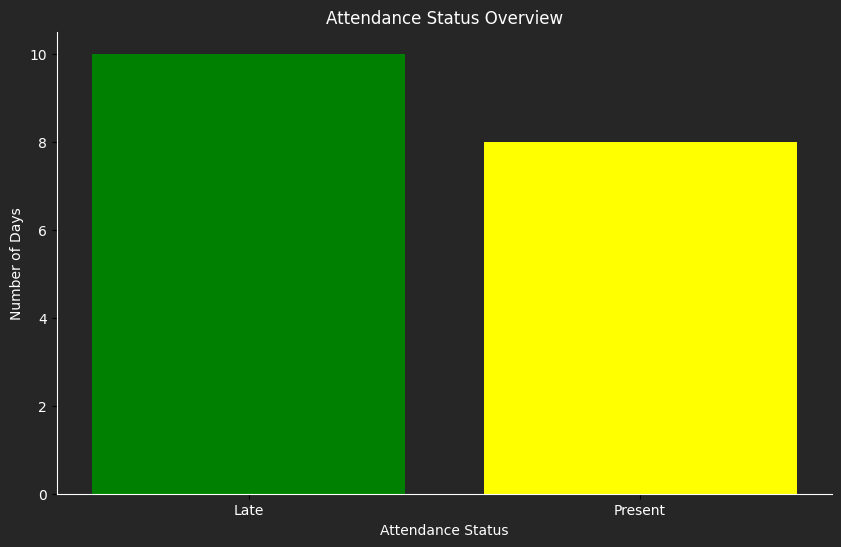 Attendance Status Overview
10
8
6
4
2
0
Number of Days
Late
Present
Attendance Status